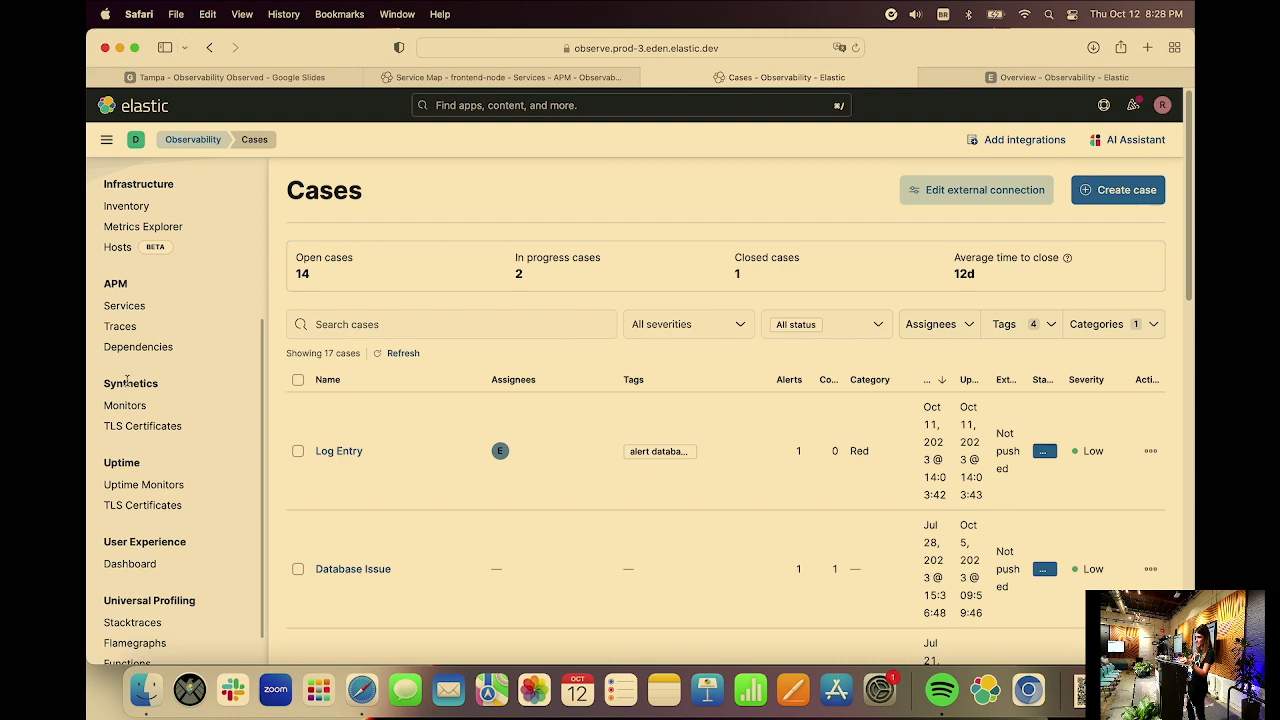 Safari File Edit View History Bookmarks Window Help BR Thu Oct 12 8:28 PM
observe.prod-3.eden.elastic.dev
G Tampa - Observability Observed - Google Slides
Service Map - frontend-node - Services - APM - Observab...
Cases - Observability - Elastic
E Overview - Observability - Elastic
elastic
Find apps, content, and more. ⌘/
R
D Observability Cases
Add integrations
AI Assistant
Infrastructure
Inventory
Metrics Explorer
Hosts BETA
APM
Services
Traces
Dependencies
Synthetics
Monitors
TLS Certificates
Uptime
Uptime Monitors
TLS Certificates
User Experience
Dashboard
Universal Profiling
Stacktraces
Flamegraphs
Functions
Cases
Edit external connection
Create case
Open cases
14
In progress cases
2
Closed cases
1
Average time to close
12d
Search cases
All severities
All status
Assignees
Tags 4
Categories 1
Showing 17 cases
Refresh
Name Assignees Tags Alerts Co... Category ... Up... Ext... Sta... Severity Acti...
Log Entry
E
alert databa...
1
0
Red
Oct
11,
202
3 @
14:0
3:42
Oct
11,
202
3 @
14:0
3:43
Not
push
ed
...
Low
Database Issue
—
—
1
1
—
Jul
28,
202
3 @
15:3
6:48
Oct
5,
202
3 @
09:5
9:46
Not
push
ed
...
Low
Jul
21,
zoom
OCT
12
1